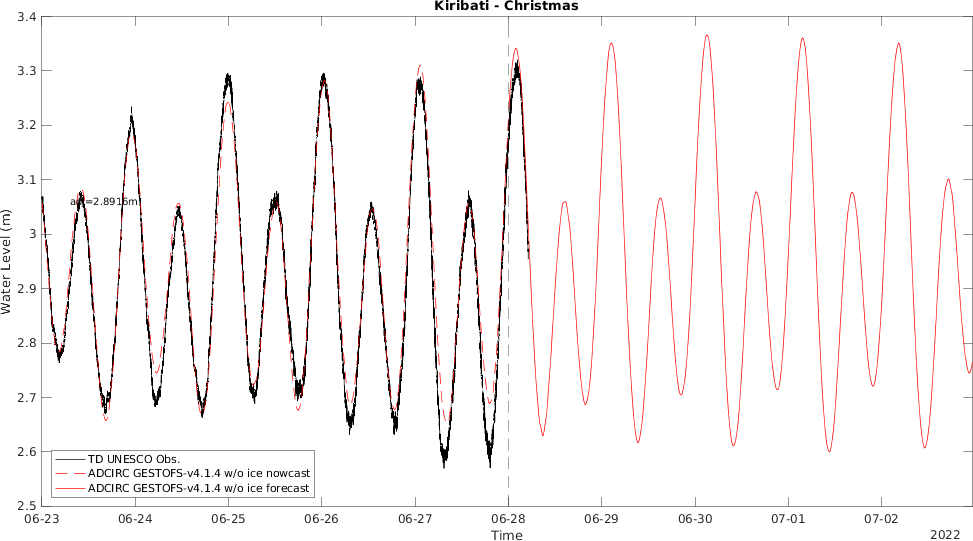 Kiribati - Christmas
3.4
3.3
3.2
3.1
3
2.9
2.8
2.7
2.6
2.5
Water Level (m)
=2.8916m
TD UNESCO Obs.
ADCIRC GESTOFS-v4.1.4 w/o ice nowcast
ADCIRC GESTOFS-v4.1.4 w/o ice forecast
06-23 06-24 06-25 06-26 06-27 06-28 06-29 06-30 07-01 07-02
Time
2022